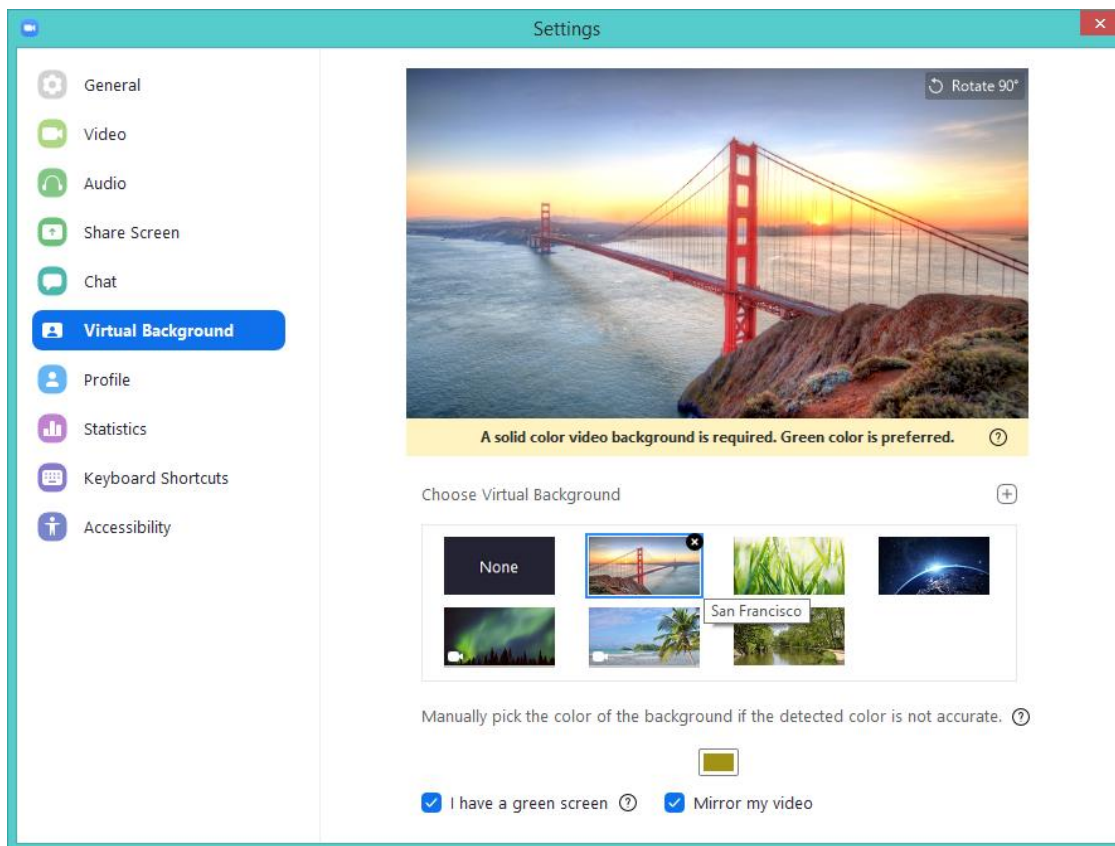 Settings
Rotate 90°
General
Video
Audio
Share Screen
Chat
Virtual Background
Profile
Statistics
Keyboard Shortcuts
Accessibility
A solid color video background is required. Green color is preferred.
Choose Virtual Background
None
San Francisco
Manually pick the color of the background if the detected color is not accurate.
I have a green screen
Mirror my video